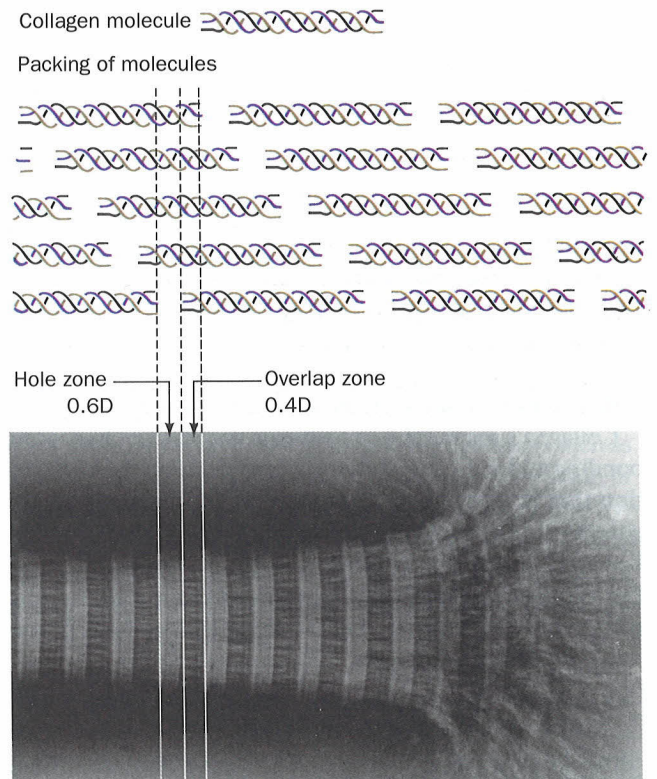 Collagen molecule
Packing of molecules
Hole zone
0.6D
Overlap zone
0.4D